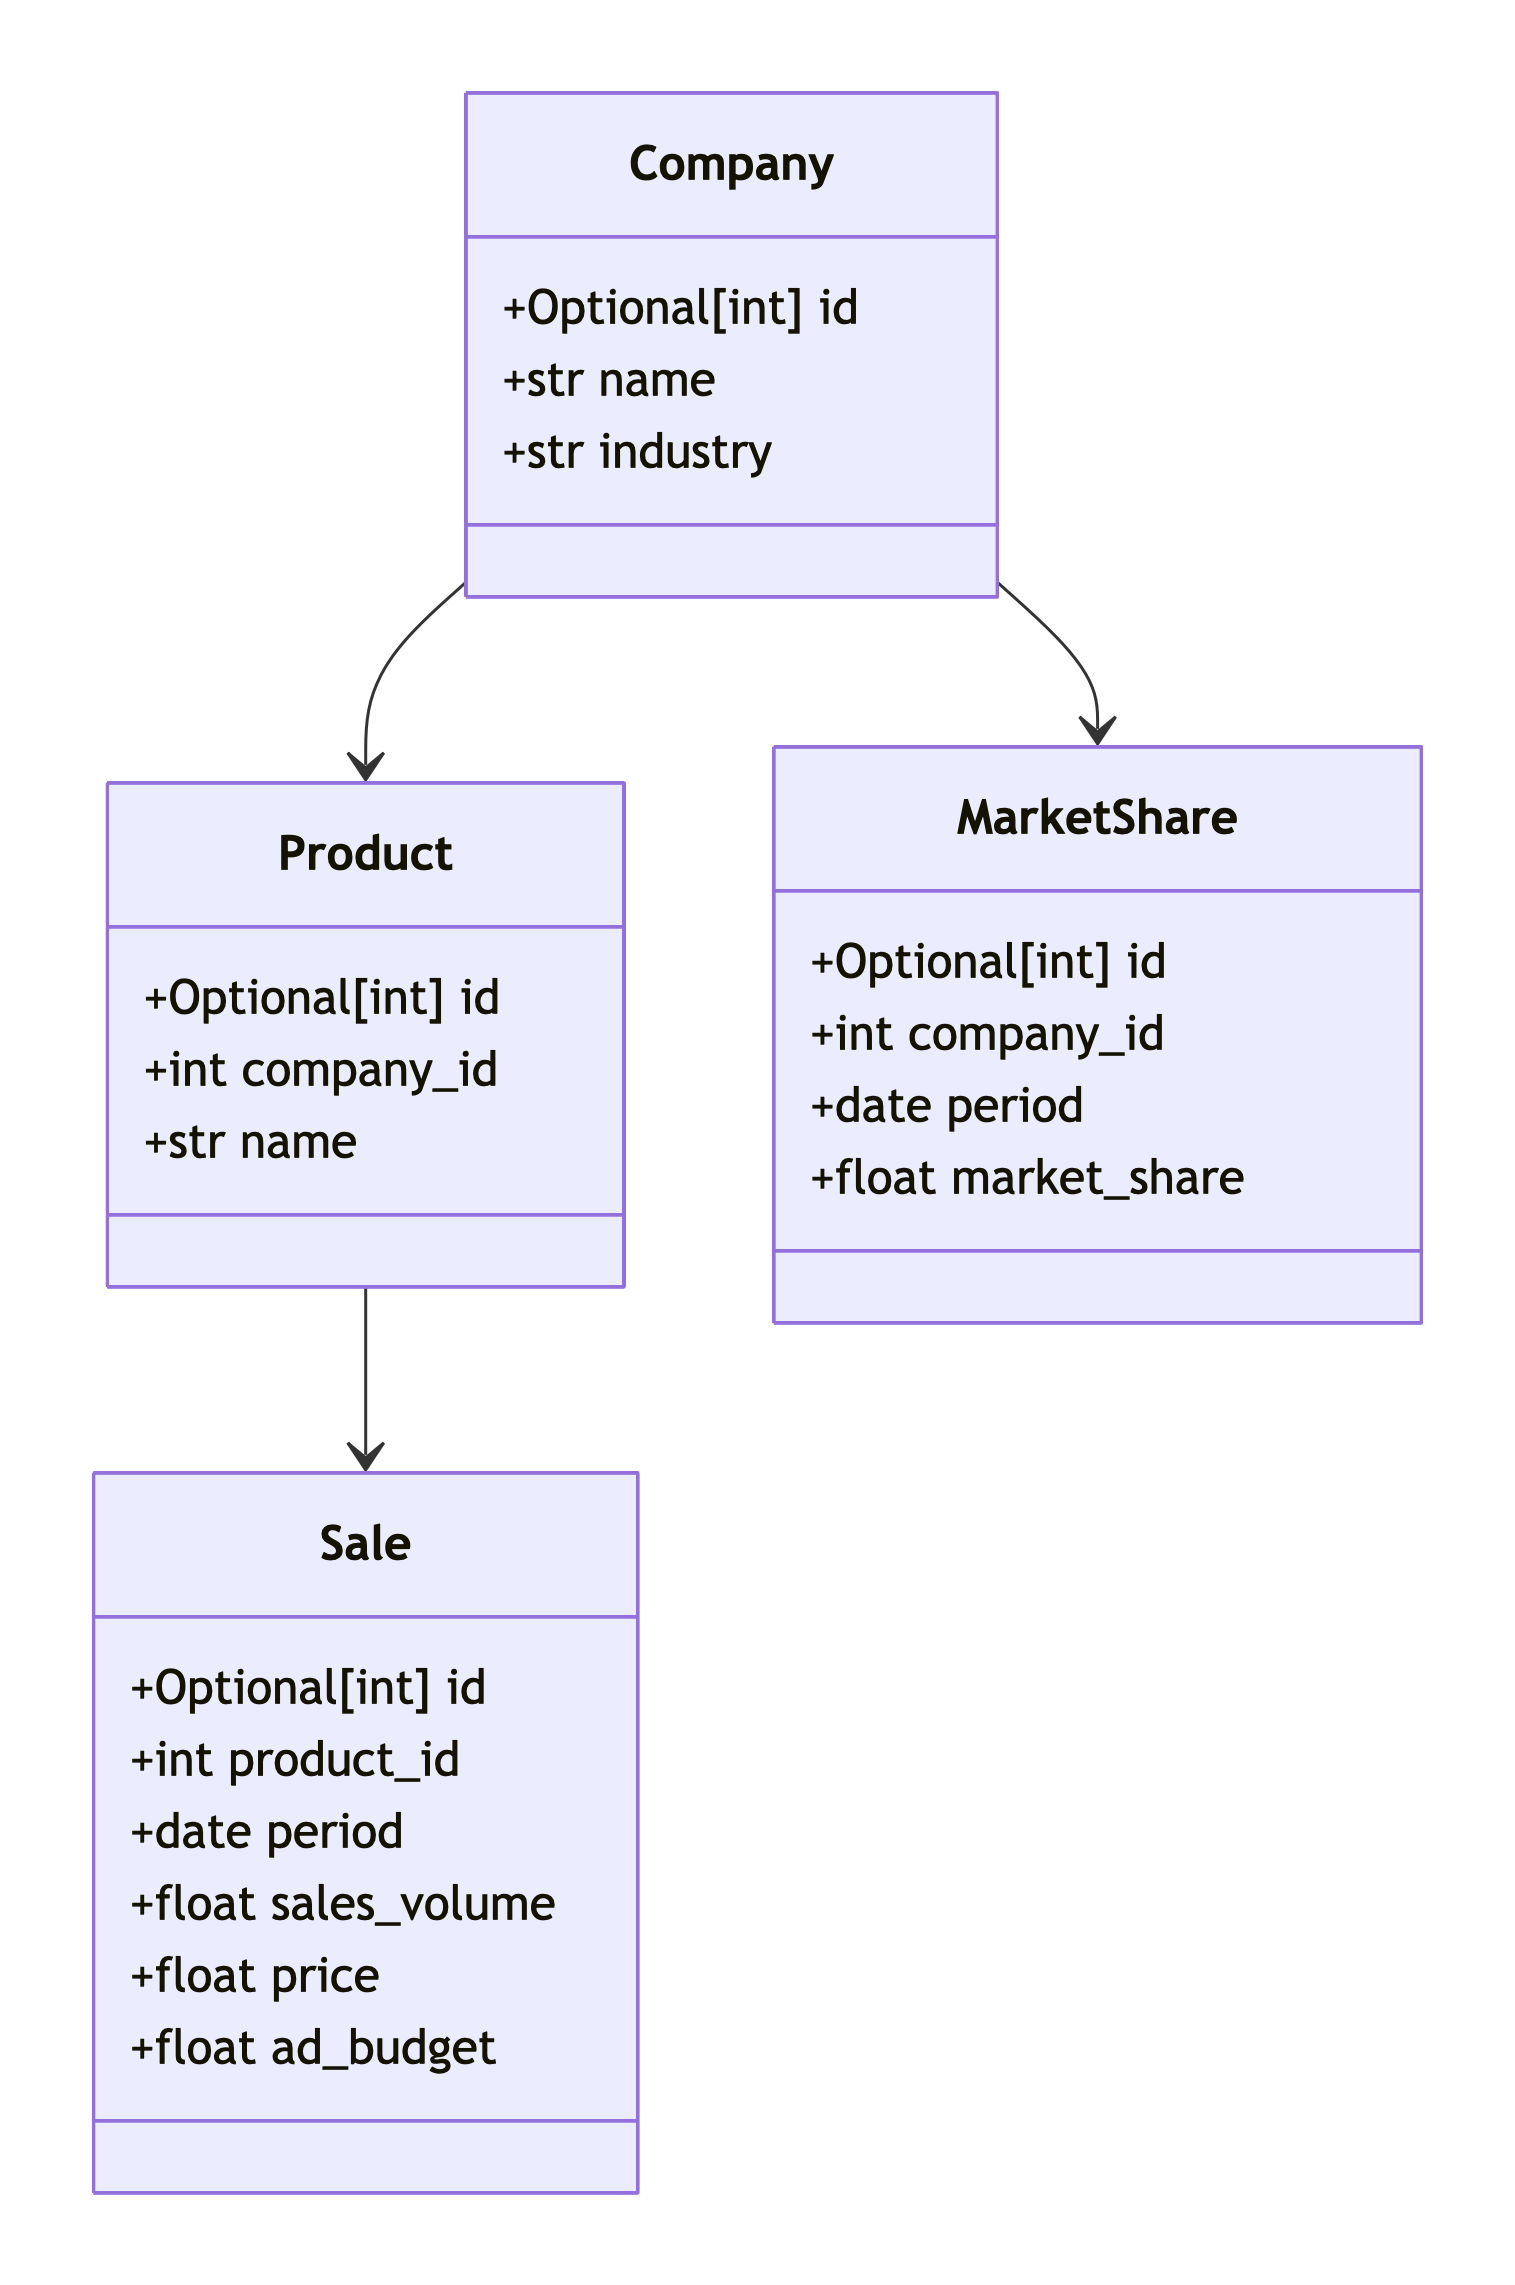 Company
+Optional[int] id
+str name
+str industry
Product
+Optional[int] id
+int company_id
+str name
MarketShare
+Optional[int] id
+int company_id
+date period
+float market_share
Sale
+Optional[int] id
+int product_id
+date period
+float sales_volume
+float price
+float ad_budget